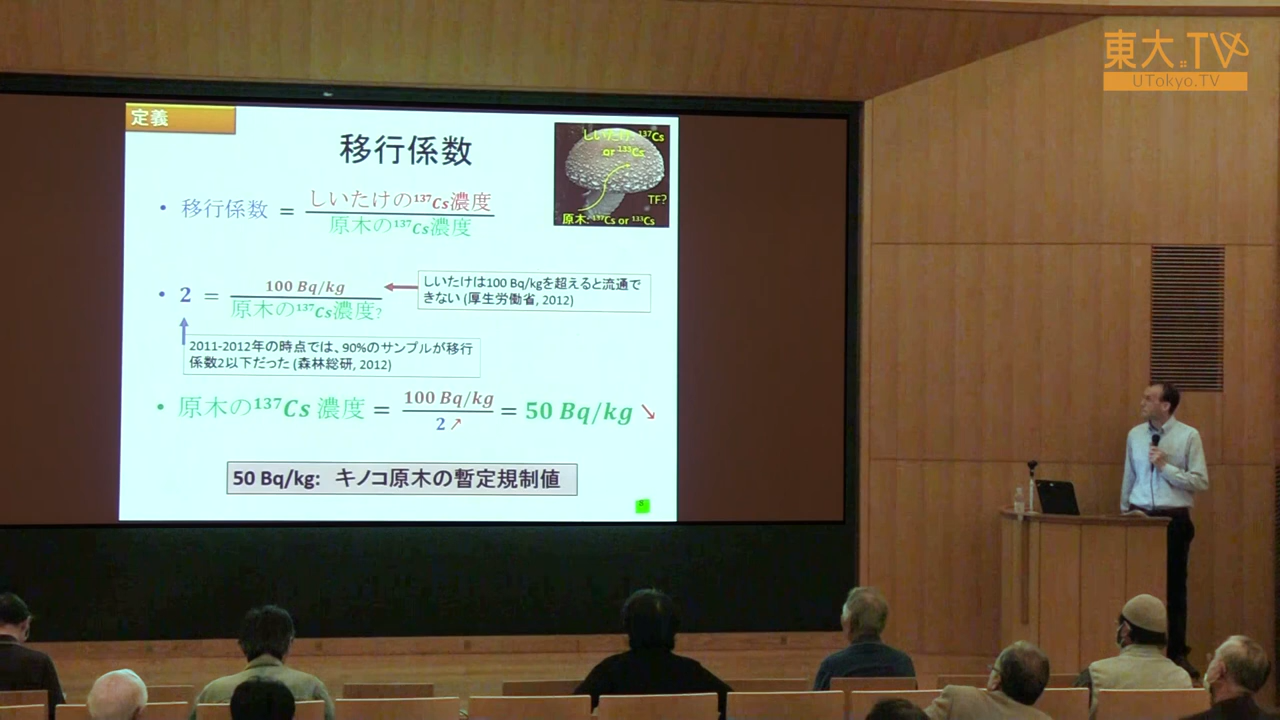 東大.TV
UTokyo.TV
定義
移行係数
しいたけ: ¹³⁷Cs
or ¹³³Cs
TF?
原木: ¹³⁷Cs or ¹³³Cs
• 移行係数 = しいたけの¹³⁷Cs濃度
原木の¹³⁷Cs濃度
• 2 = 100 Bq/kg
原木の¹³⁷Cs濃度?
しいたけは100 Bq/kgを超えると流通で
きない (厚生労働省, 2012)
2011-2012年の時点では、90%のサンプルが移行
係数2以下だった (森林総研, 2012)
• 原木の¹³⁷Cs 濃度 = 100 Bq/kg
2↗
= 50 Bq/kg ↘
50 Bq/kg: キノコ原木の暫定規制値